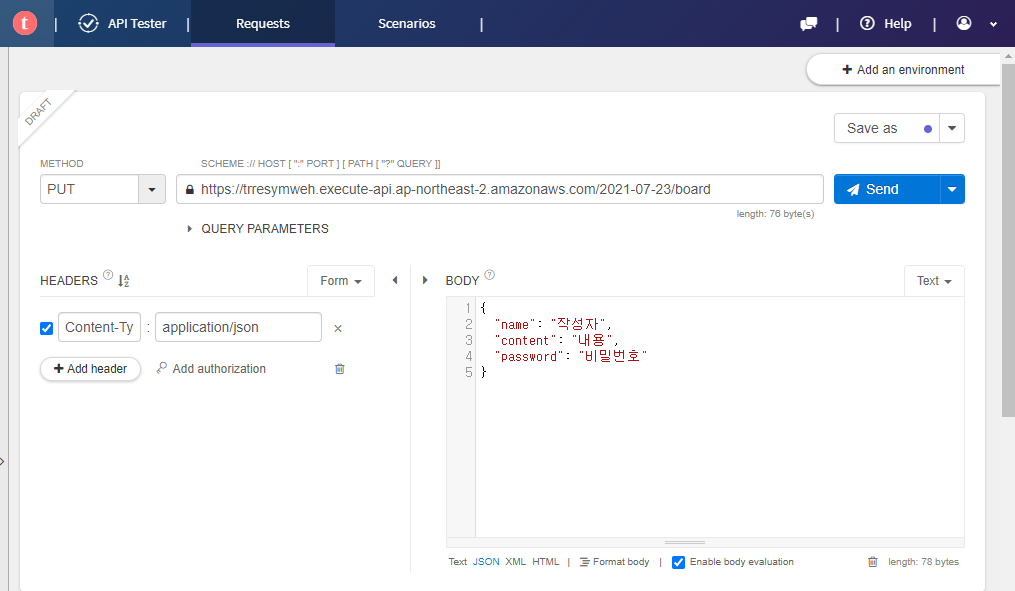 t | API Tester | Requests Scenarios | | Help |
+ Add an environment
DRAFT
Save as
METHOD SCHEME :// HOST [ ":" PORT ] [ PATH [ "?" QUERY ]]
PUT https://trresymweh.execute-api.ap-northeast-2.amazonaws.com/2021-07-23/board Send
length: 76 byte(s)
QUERY PARAMETERS
HEADERS ? Form BODY ? Text
1 {
2 "name": "작성자",
3 "content": "내용",
4 "password": "비밀번호"
5 }
Content-Ty : application/json ×
+ Add header Add authorization
Text JSON XML HTML | Format body | Enable body evaluation length: 78 bytes